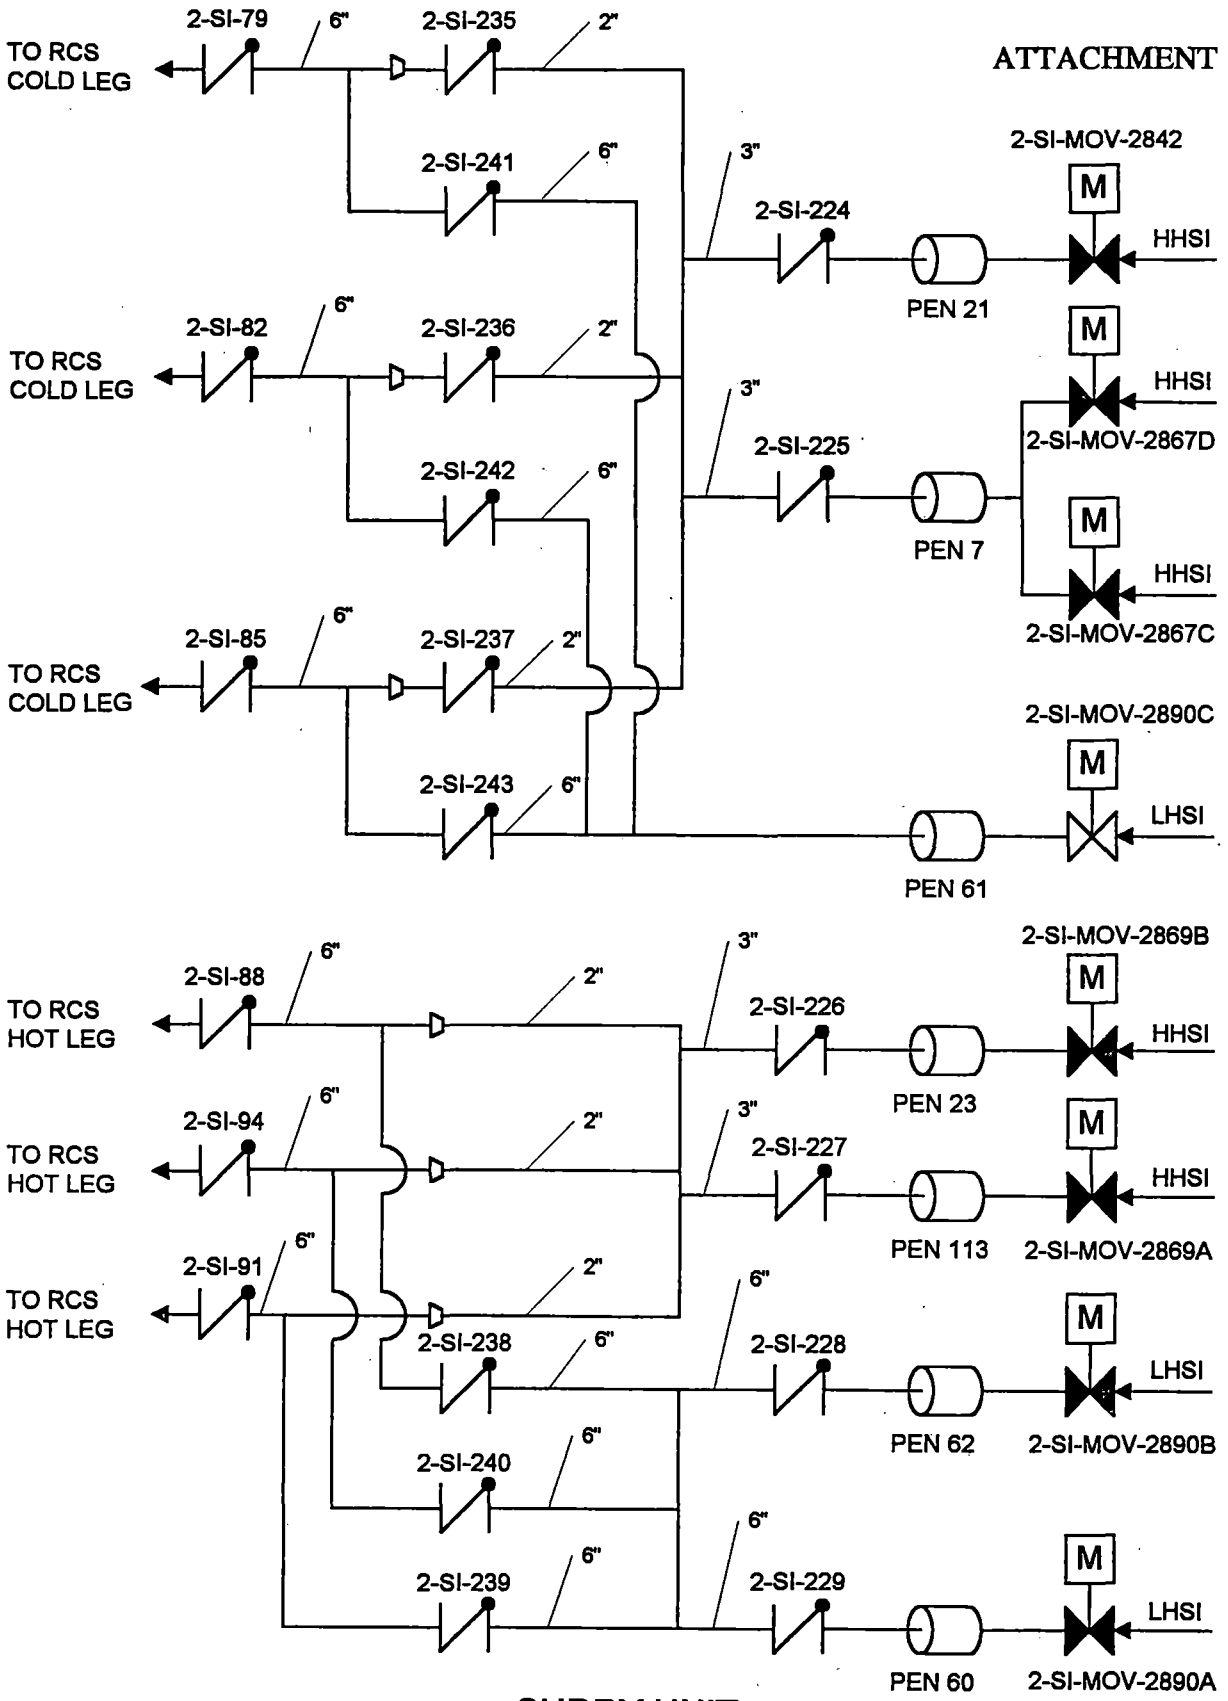 2-SI-79
6"
2-SI-235
2"
TO RCS
COLD LEG
ATTACHMENT
2-SI-241
6"
3"
2-SI-MOV-2842
M
2-SI-224
HHSI
PEN 21
2-SI-82
6"
2-SI-236
2"
TO RCS
COLD LEG
M
HHSI
3"
2-SI-MOV-2867D
2-SI-225
2-SI-242
6"
M
PEN 7
HHSI
2-SI-MOV-2867C
2-SI-85
6"
2-SI-237
2"
TO RCS
COLD LEG
2-SI-MOV-2890C
M
2-SI-243
6"
LHSI
PEN 61
2-SI-MOV-2869B
3"
6"
2-SI-88
2"
M
TO RCS
HOT LEG
2-SI-226
HHSI
PEN 23
6"
2-SI-94
2"
3"
M
TO RCS
HOT LEG
2-SI-227
HHSI
PEN 113
2-SI-MOV-2869A
2-SI-91
6"
2"
6"
TO RCS
HOT LEG
M
2-SI-238
6"
2-SI-228
LHSI
PEN 62
2-SI-MOV-2890B
2-SI-240
6"
6"
M
2-SI-239
6"
2-SI-229
LHSI
PEN 60
2-SI-MOV-2890A